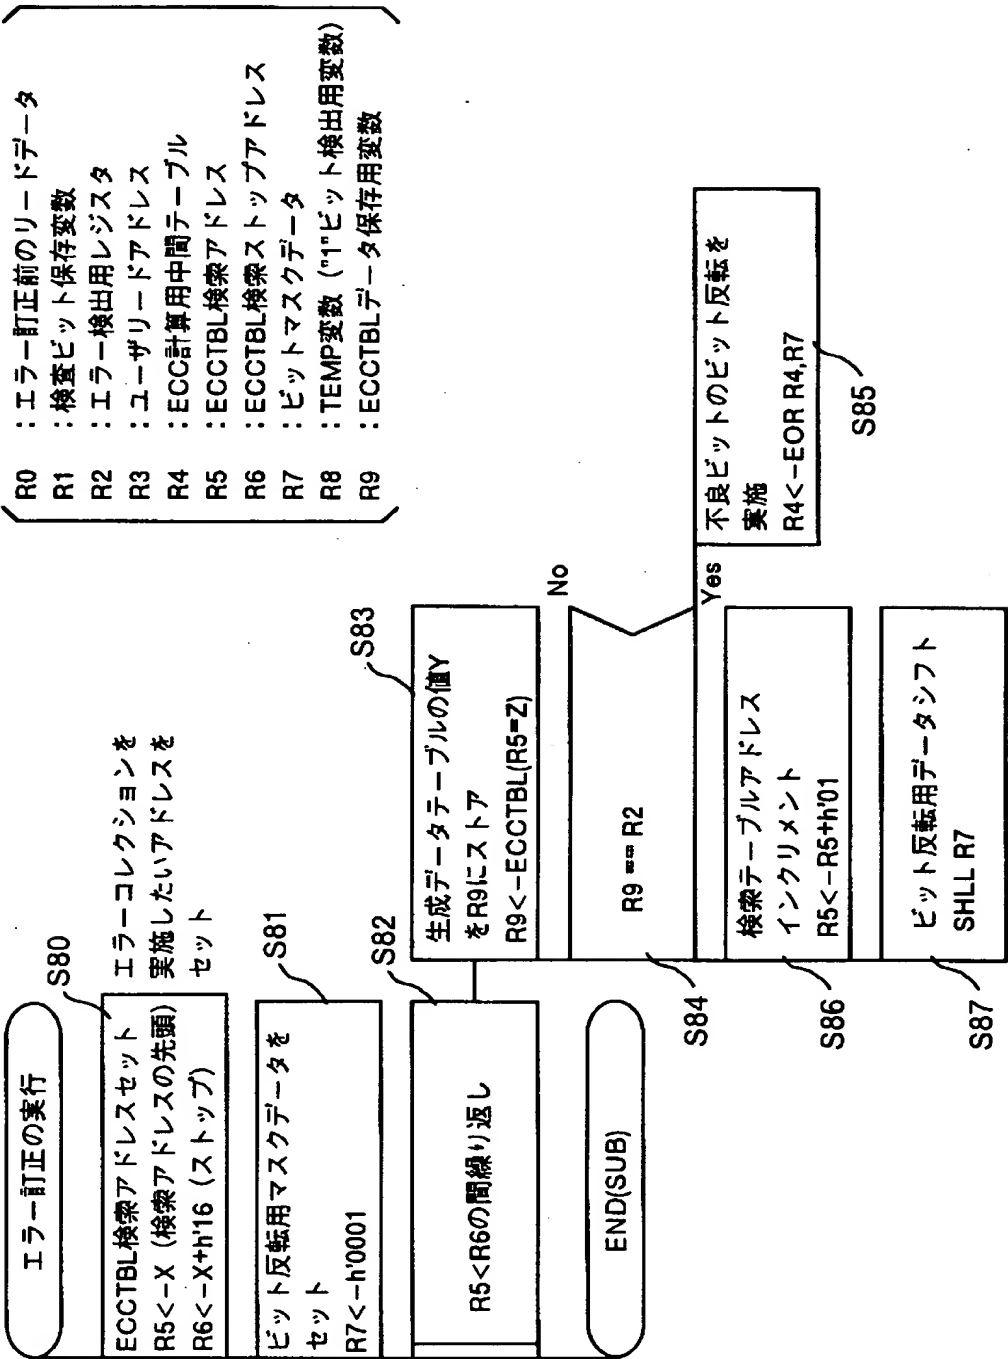 エラー訂正の実行
S80
ECCTBL検索アドレスセット
R5<-X (検索アドレスの先頭)
R6<-X+h'16 (ストップ)
エラーコレクションを
実施したいアドレスを
セット
S81
ビット反転用マスクデータを
セット
R7<-h'0001
S82
R5<R6の間繰り返し
END(SUB)
S83
生成データテーブルの値Y
をR9にストア
R9<-ECCTBL(R5=Z)
No
R9 == R2
Yes
S84
不良ビットのビット反転を
実施
R4<-EOR R4,R7
S85
検索テーブルアドレス
インクリメント
R5<-R5+h'01
S86
ビット反転用データシフト
SHLL R7
S87
R0 :エラー訂正前のリードデータ
R1 :検査ビット保存変数
R2 :エラー検出用レジスタ
R3 :ユーザリードアドレス
R4 :ECC計算用中間テーブル
R5 :ECCTBL検索アドレス
R6 :ECCTBL検索ストップアドレス
R7 :ビットマスクデータ
R8 :TEMP変数 ("1"ビット検出用変数)
R9 :ECCTBLデータ保存用変数